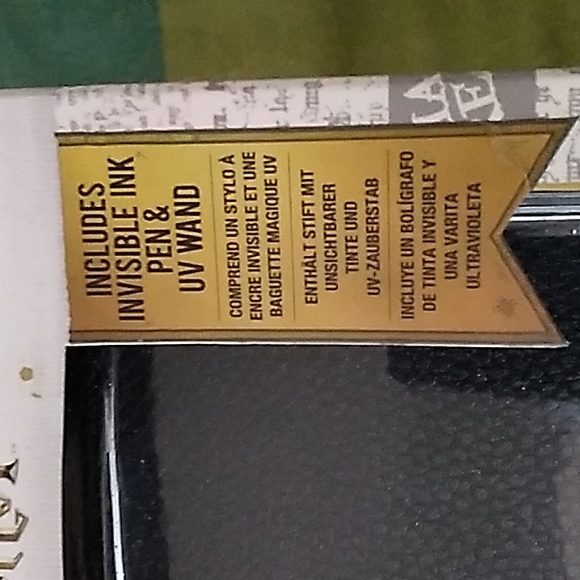 INCLUDES
INVISIBLE INK
PEN &
UV WAND
COMPREND UN STYLO À
ENCRE INVISIBLE ET UNE
BAGUETTE MAGIQUE UV
ENTHÄLT STIFT MIT
UNSICHTBARER
TINTE UND
UV-ZAUBERSTAB
INCLUYE UN BOLÍGRAFO
DE TINTA INVISIBLE Y
UNA VARITA
ULTRAVIOLETA